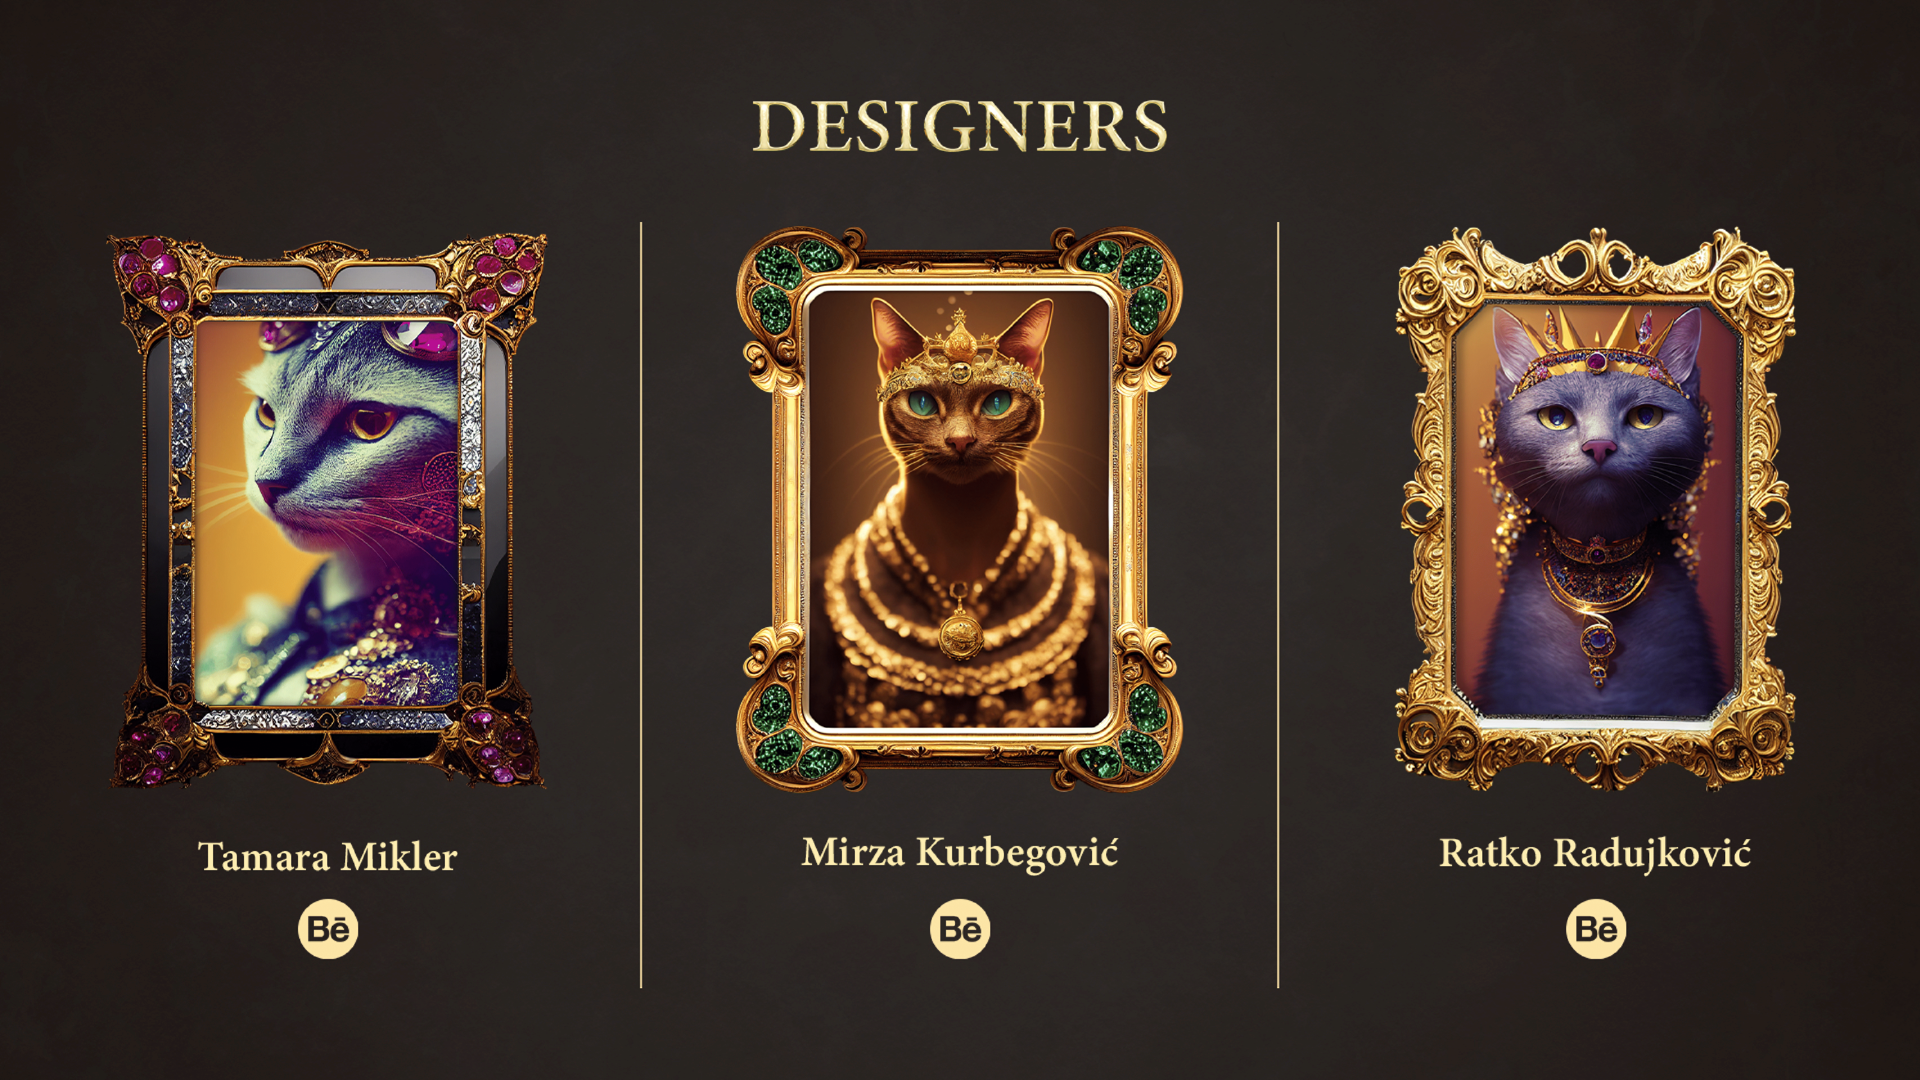 DESIGNERS
Tamara Mikler
Mirza Kurbegović
Ratko Radujković
Bē
Bē
Bē